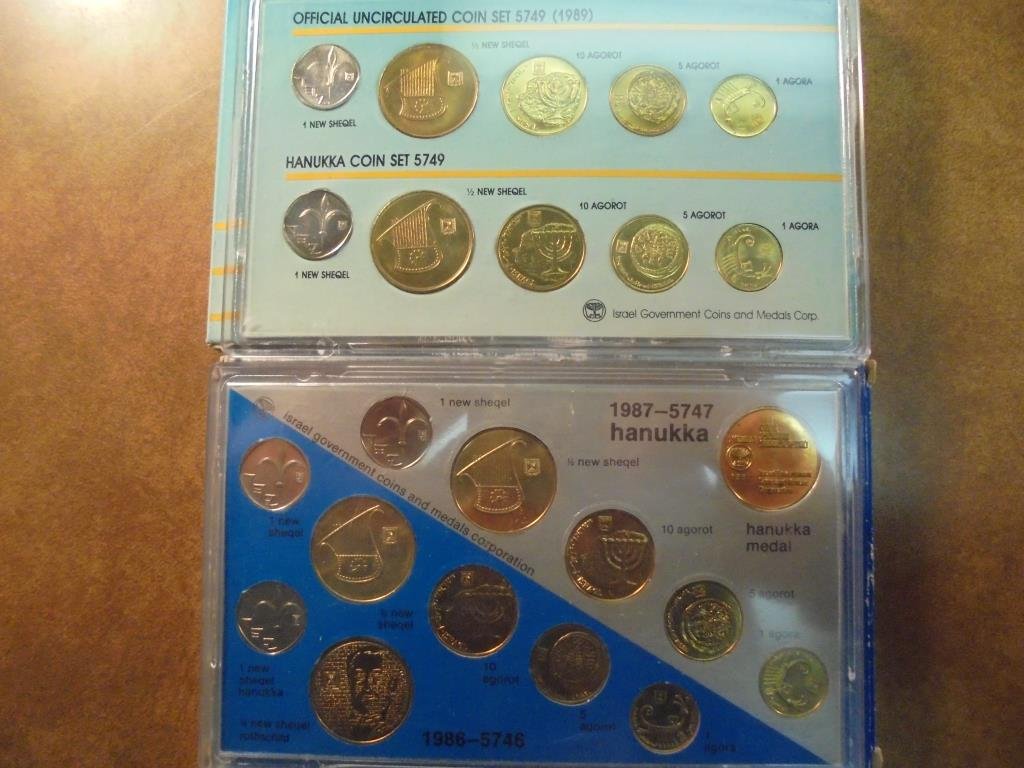 OFFICIAL UNCIRCULATED COIN SET 5749 (1989)
½ NEW SHEQEL
10 AGOROT
5 AGOROT
1 AGORA
1 NEW SHEQEL
HANUKKA COIN SET 5749
½ NEW SHEQEL
10 AGOROT
5 AGOROT
1 AGORA
1 NEW SHEQEL
Israel Government Coins and Medals Corp.
1 new sheqel
1987–5747
hanukka
½ new sheqel
israel government coins and medals corporation
10 agorot
hanukka
medal
1 new
sheqel
5 agorot
1 agora
½ new
sheqel
10
agorot
1 new
sheqel
hanukka
5
agorot
½ new sheqel
rothschild
1986–5746
1
agora